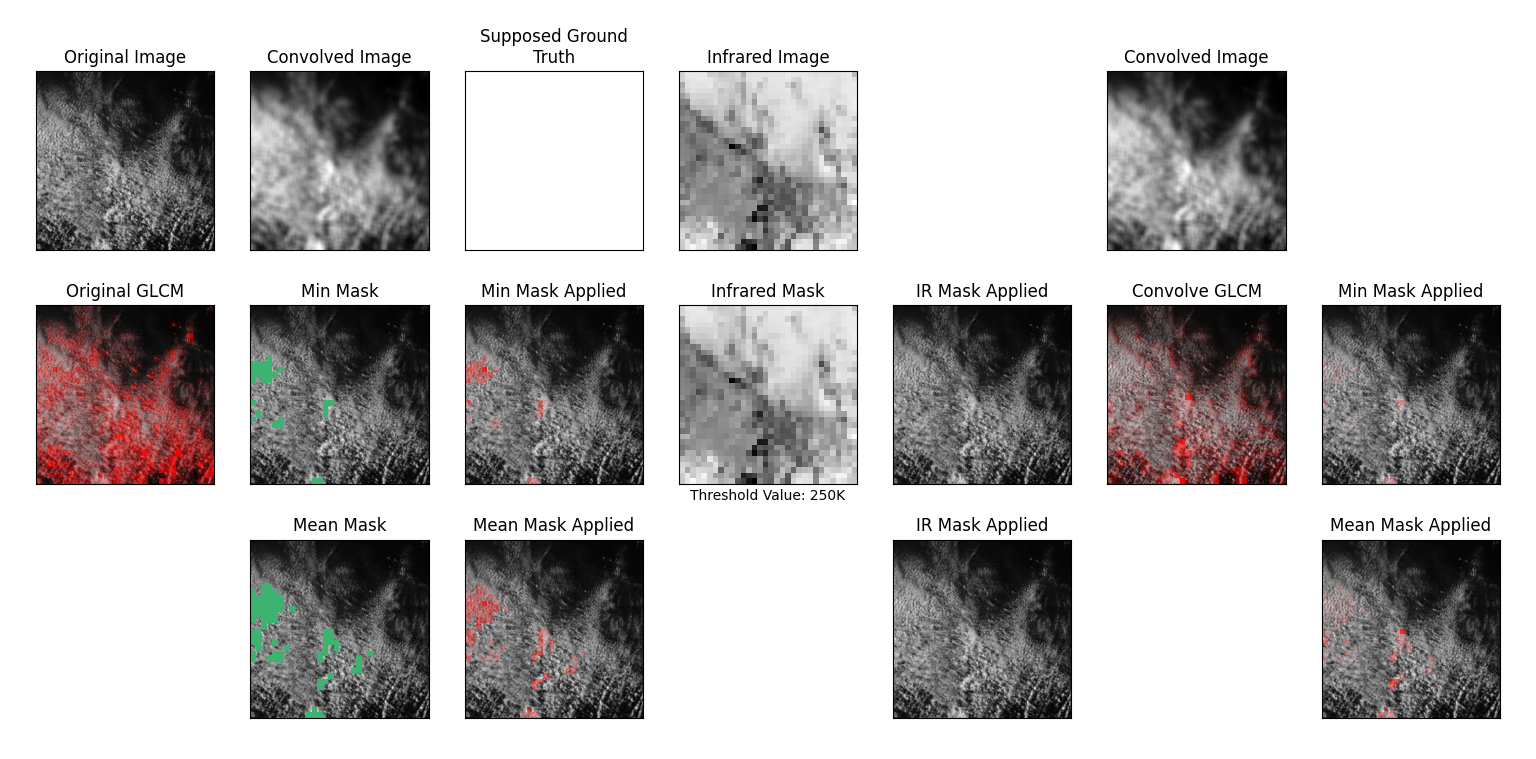 Original Image
Convolved Image
Supposed Ground
Truth
Infrared Image
Convolved Image
Original GLCM
Min Mask
Min Mask Applied
Infrared Mask
IR Mask Applied
Convolve GLCM
Min Mask Applied
Threshold Value: 250K
Mean Mask
Mean Mask Applied
IR Mask Applied
Mean Mask Applied